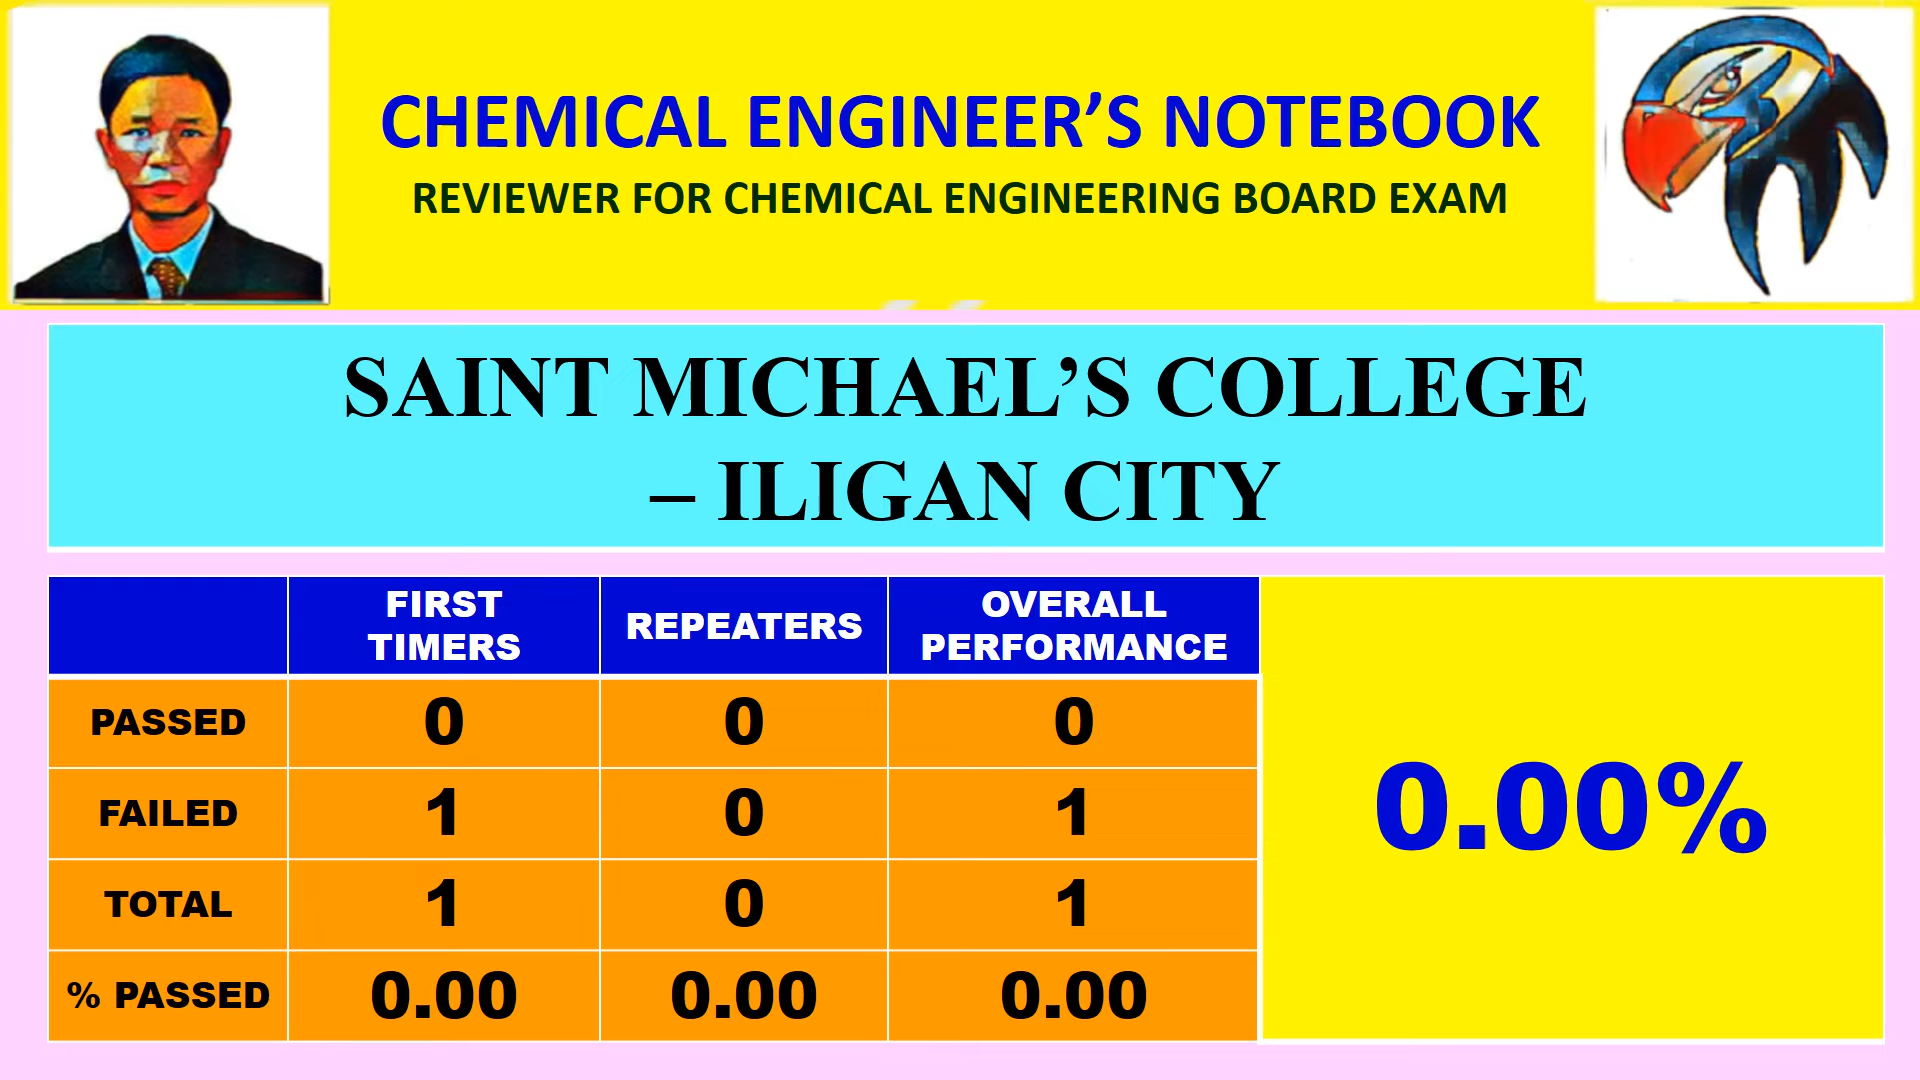 CHEMICAL ENGINEER’S NOTEBOOK
REVIEWER FOR CHEMICAL ENGINEERING BOARD EXAM
SAINT MICHAEL’S COLLEGE
– ILIGAN CITY
FIRST TIMERS REPEATERS OVERALL PERFORMANCE
PASSED 0 0 0
FAILED 1 0 1
TOTAL 1 0 1
% PASSED 0.00 0.00 0.00
0.00%